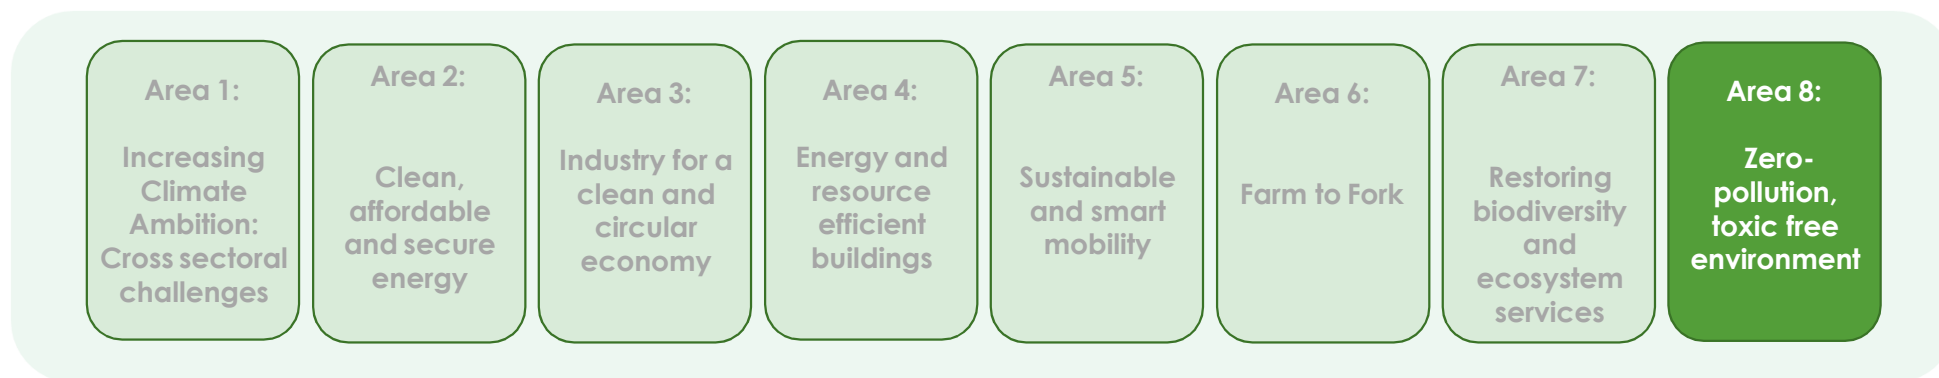 Area 1:
Increasing
Climate
Ambition:
Cross sectoral
challenges
Area 2:
Clean,
affordable
and secure
energy
Area 3:
Industry for a
clean and
circular
economy
Area 4:
Energy and
resource
efficient
buildings
Area 5:
Sustainable
and smart
mobility
Area 6:
Farm to Fork
Area 7:
Restoring
biodiversity
and
ecosystem
services
Area 8:
Zero-
pollution,
toxic free
environment